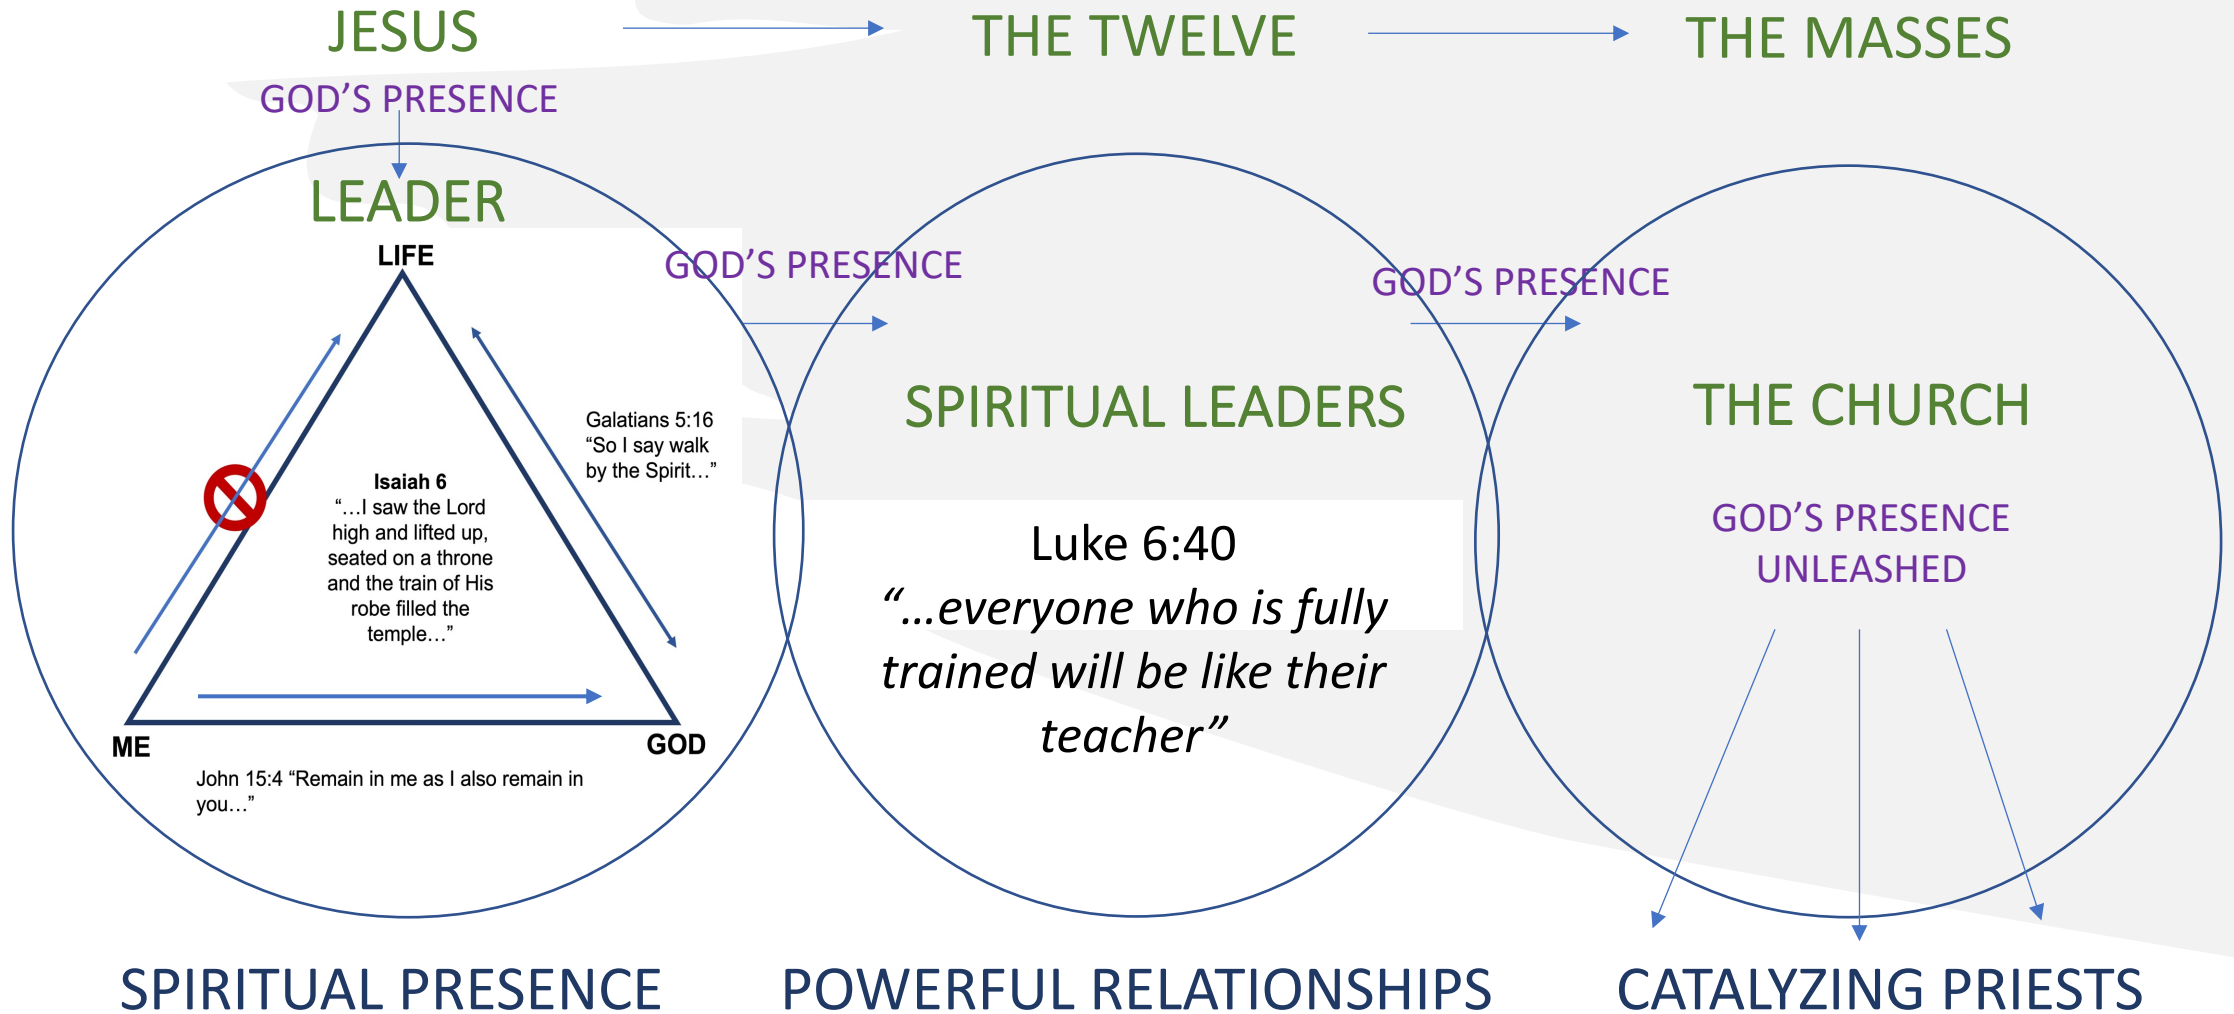 JESUS
THE TWELVE
THE MASSES
GOD’S PRESENCE
LEADER
LIFE
GOD’S PRESENCE
GOD’S PRESENCE
Galatians 5:16
“So I say walk
by the Spirit…”
Isaiah 6
“…I saw the Lord
high and lifted up,
seated on a throne
and the train of His
robe filled the
temple…”
ME
GOD
John 15:4 “Remain in me as I also remain in
you…”
SPIRITUAL LEADERS
Luke 6:40
“…everyone who is fully
trained will be like their
teacher”
THE CHURCH
GOD’S PRESENCE
UNLEASHED
SPIRITUAL PRESENCE
POWERFUL RELATIONSHIPS
CATALYZING PRIESTS